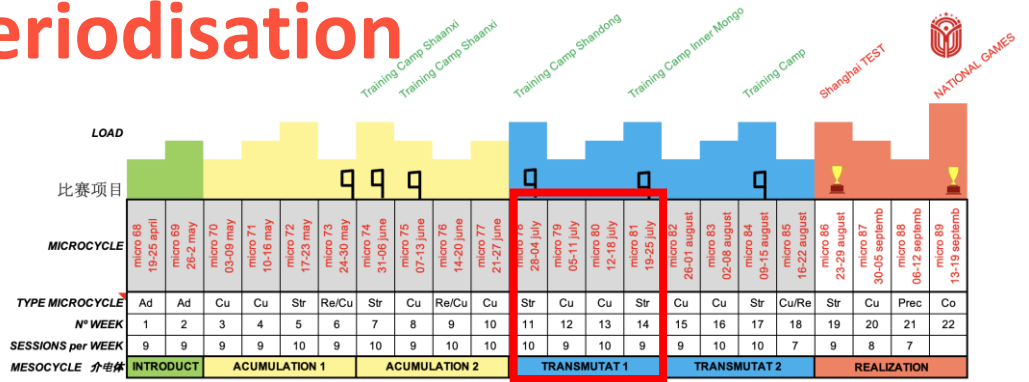 eriodisation
Training Camp Shaanxi
Training Camp Shaanxi
Training Camp Shandong
Training Camp Inner Mongo
Training Camp
Shanghai TEST
NATIONAL GAMES
LOAD
比赛项目
MICROCYCLE
micro 68
19-25 april
micro 69
26-2 may
micro 70
03-09 may
micro 71
10-16 may
micro 72
17-23 may
micro 73
24-30 may
micro 74
31-06 june
micro 75
07-13 june
micro 76
14-20 june
micro 77
21-27 june
micro 78
28-04 july
micro 79
05-11 july
micro 80
12-18 july
micro 81
19-25 july
micro 82
26-01 august
micro 83
02-08 august
micro 84
09-15 august
micro 85
16-22 august
micro 86
23-29 august
micro 87
30-05 septemb
micro 88
06-12 septemb
micro 89
13-19 septemb
TYPE MICROCYCLE Ad Ad Cu Cu Str Re/Cu Str Cu Re/Cu Cu Str Cu Cu Str Cu Cu Str Cu/Re Str Cu Prec Co
Nº WEEK 1 2 3 4 5 6 7 8 9 10 11 12 13 14 15 16 17 18 19 20 21 22
SESSIONS per WEEK 9 9 9 9 10 9 10 9 10 10 10 9 10 9 9 10 10 7 9 8 7
MESOCYCLE 介电体 INTRODUCT ACUMULATION 1 ACUMULATION 2 TRANSMUTAT 1 TRANSMUTAT 2 REALIZATION